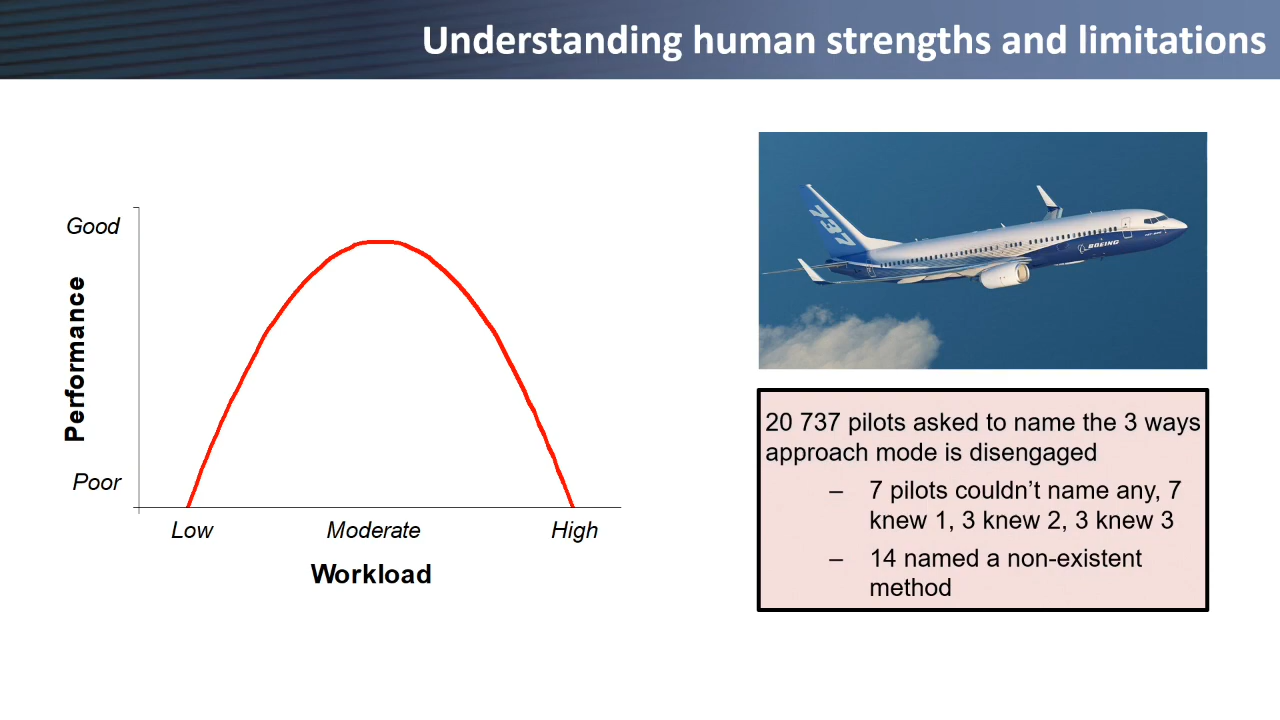 Understanding human strengths and limitations
Good
Performance
Poor
Low
Moderate
High
Workload
737
BOEING
20 737 pilots asked to name the 3 ways
approach mode is disengaged
– 7 pilots couldn’t name any, 7
knew 1, 3 knew 2, 3 knew 3
– 14 named a non-existent
method